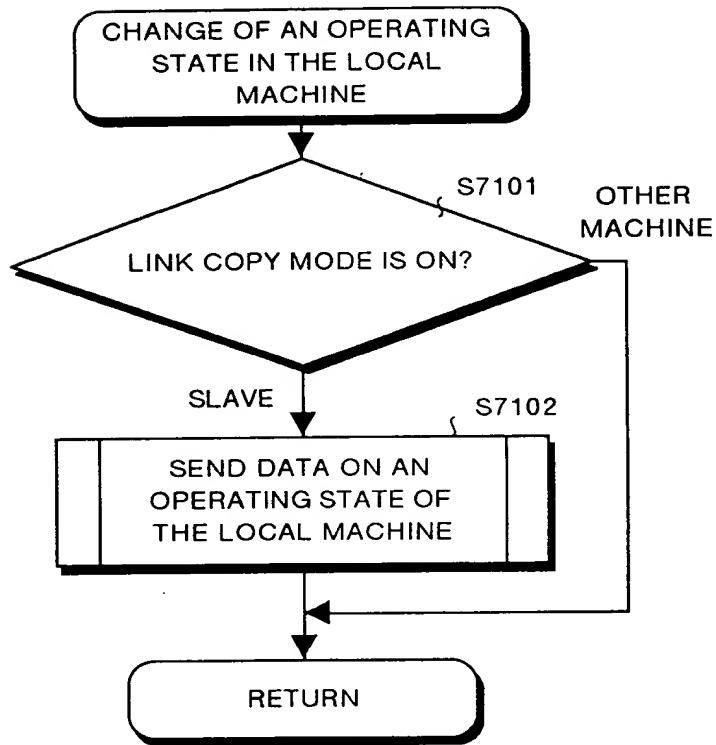 CHANGE OF AN OPERATING
STATE IN THE LOCAL
MACHINE
S7101
OTHER
MACHINE
LINK COPY MODE IS ON?
SLAVE
S7102
SEND DATA ON AN
OPERATING STATE OF
THE LOCAL MACHINE
RETURN